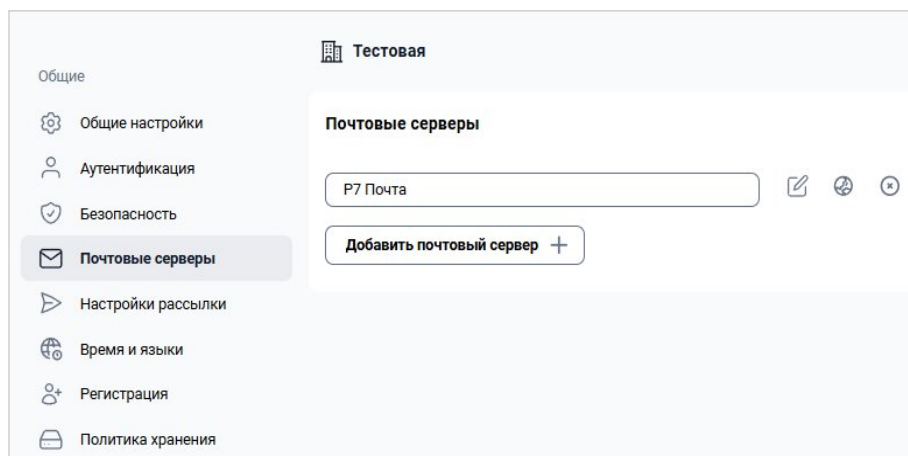 Общие
Общие настройки
Аутентификация
Безопасность
Почтовые серверы
Настройки рассылки
Время и языки
Регистрация
Политика хранения
Тестовая
Почтовые серверы
Р7 Почта
Добавить почтовый сервер